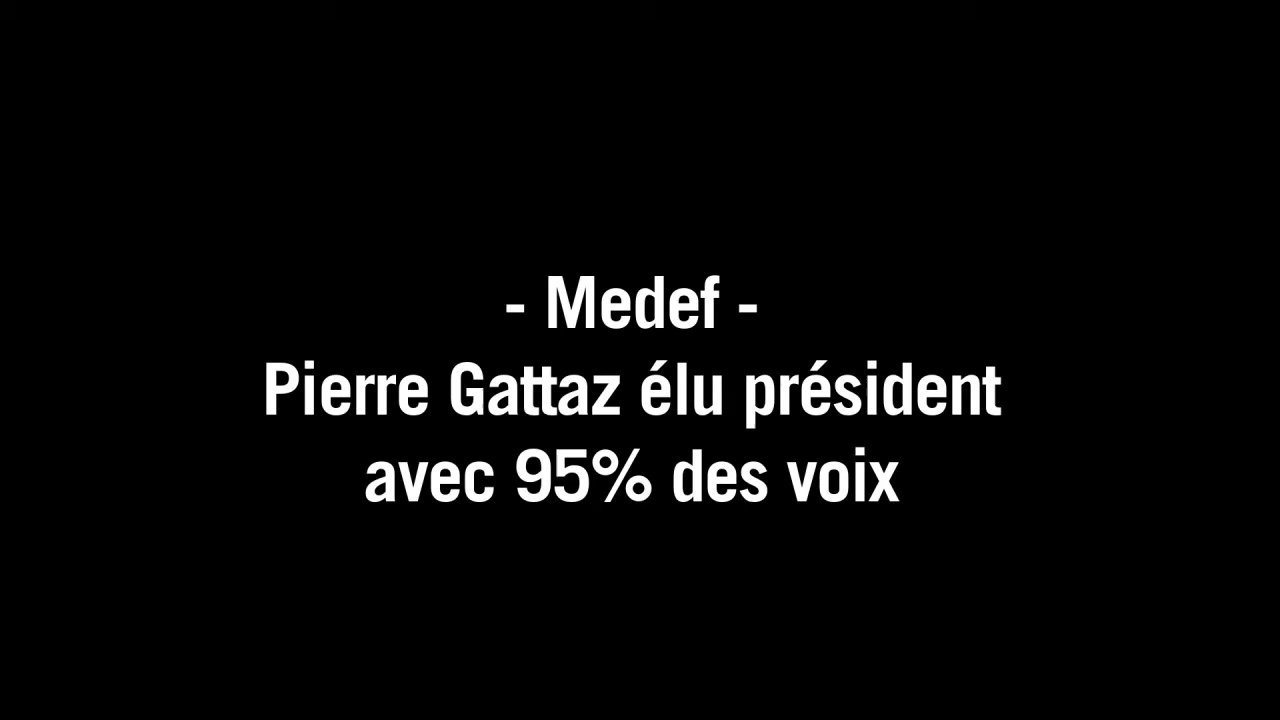 - Medef -
Pierre Gattaz élu président
avec 95% des voix